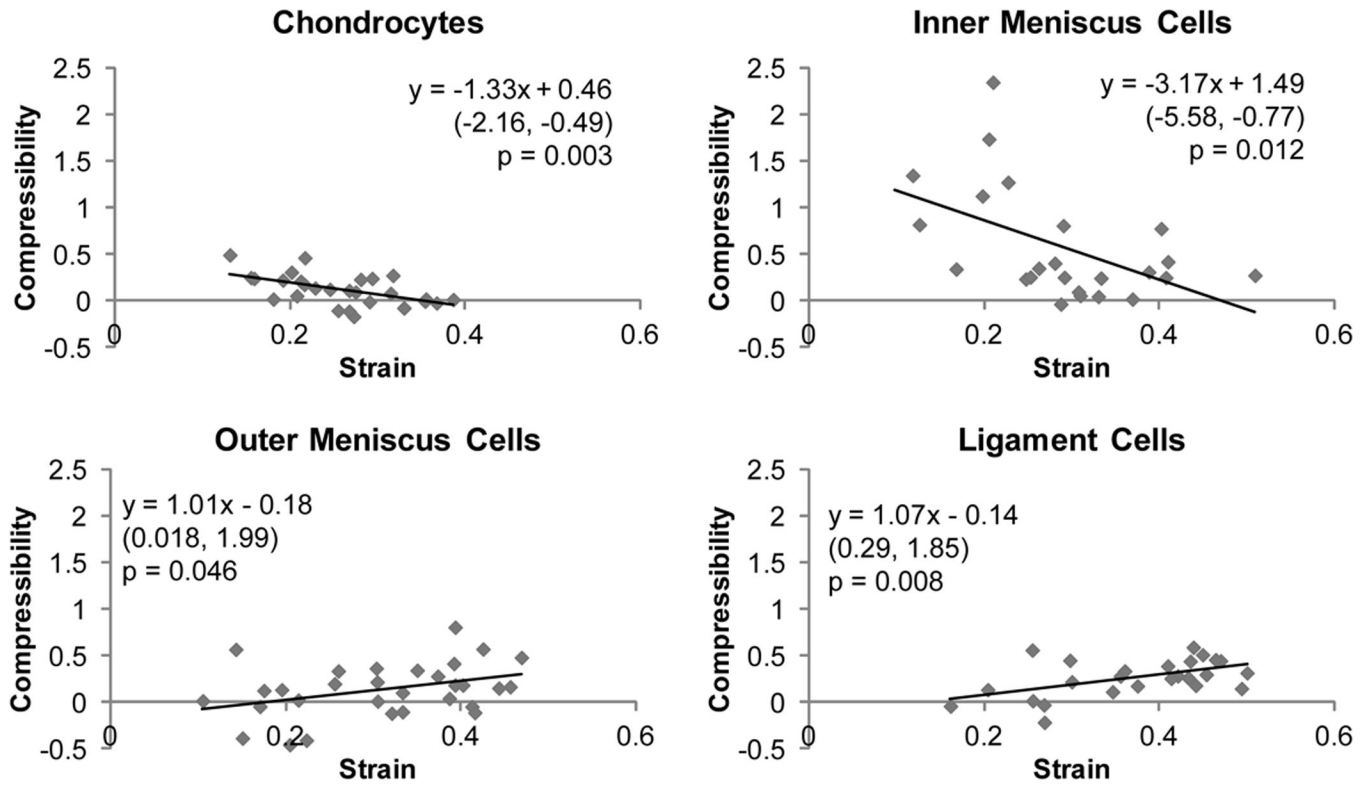 Chondrocytes
2.5
2
1.5
1
0.5
0
-0.5
Compressibility
y = -1.33x + 0.46
(-2.16, -0.49)
p = 0.003
0 0.2 0.4 0.6
Strain
Inner Meniscus Cells
2.5
2
1.5
1
0.5
0
-0.5
Compressibility
y = -3.17x + 1.49
(-5.58, -0.77)
p = 0.012
0 0.2 0.4 0.6
Strain
Outer Meniscus Cells
2.5
2
1.5
1
0.5
0
-0.5
Compressibility
y = 1.01x - 0.18
(0.018, 1.99)
p = 0.046
0 0.2 0.4 0.6
Strain
Ligament Cells
2.5
2
1.5
1
0.5
0
-0.5
Compressibility
y = 1.07x - 0.14
(0.29, 1.85)
p = 0.008
0 0.2 0.4 0.6
Strain